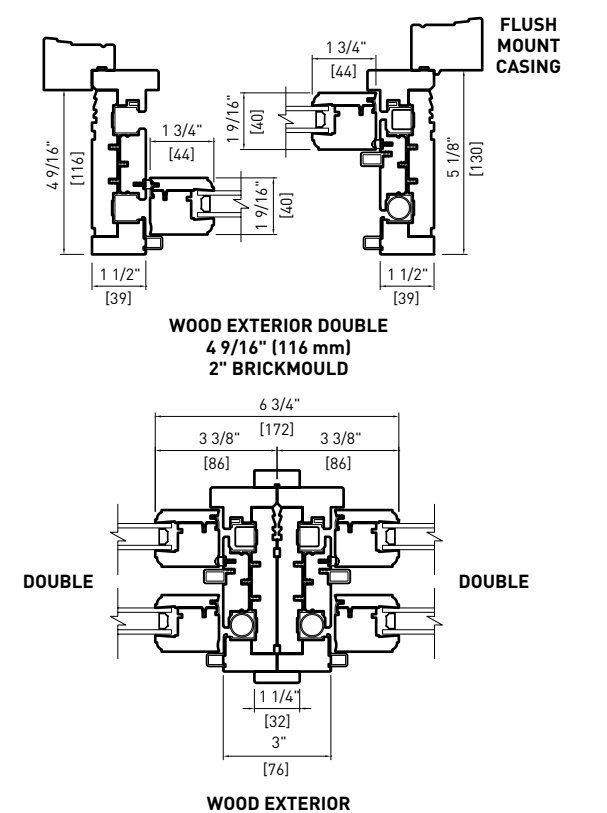 FLUSH
MOUNT
CASING
1 3/4"
[44]
1 9/16"
[40]
5 1/8"
[130]
4 9/16"
[116]
1 3/4"
[44]
1 9/16"
[40]
1 1/2"
[39]
1 1/2"
[39]
WOOD EXTERIOR DOUBLE
4 9/16" (116 mm)
2" BRICKMOULD
6 3/4"
[172]
3 3/8"
[86]
3 3/8"
[86]
DOUBLE
DOUBLE
1 1/4"
[32]
3"
[76]
WOOD EXTERIOR